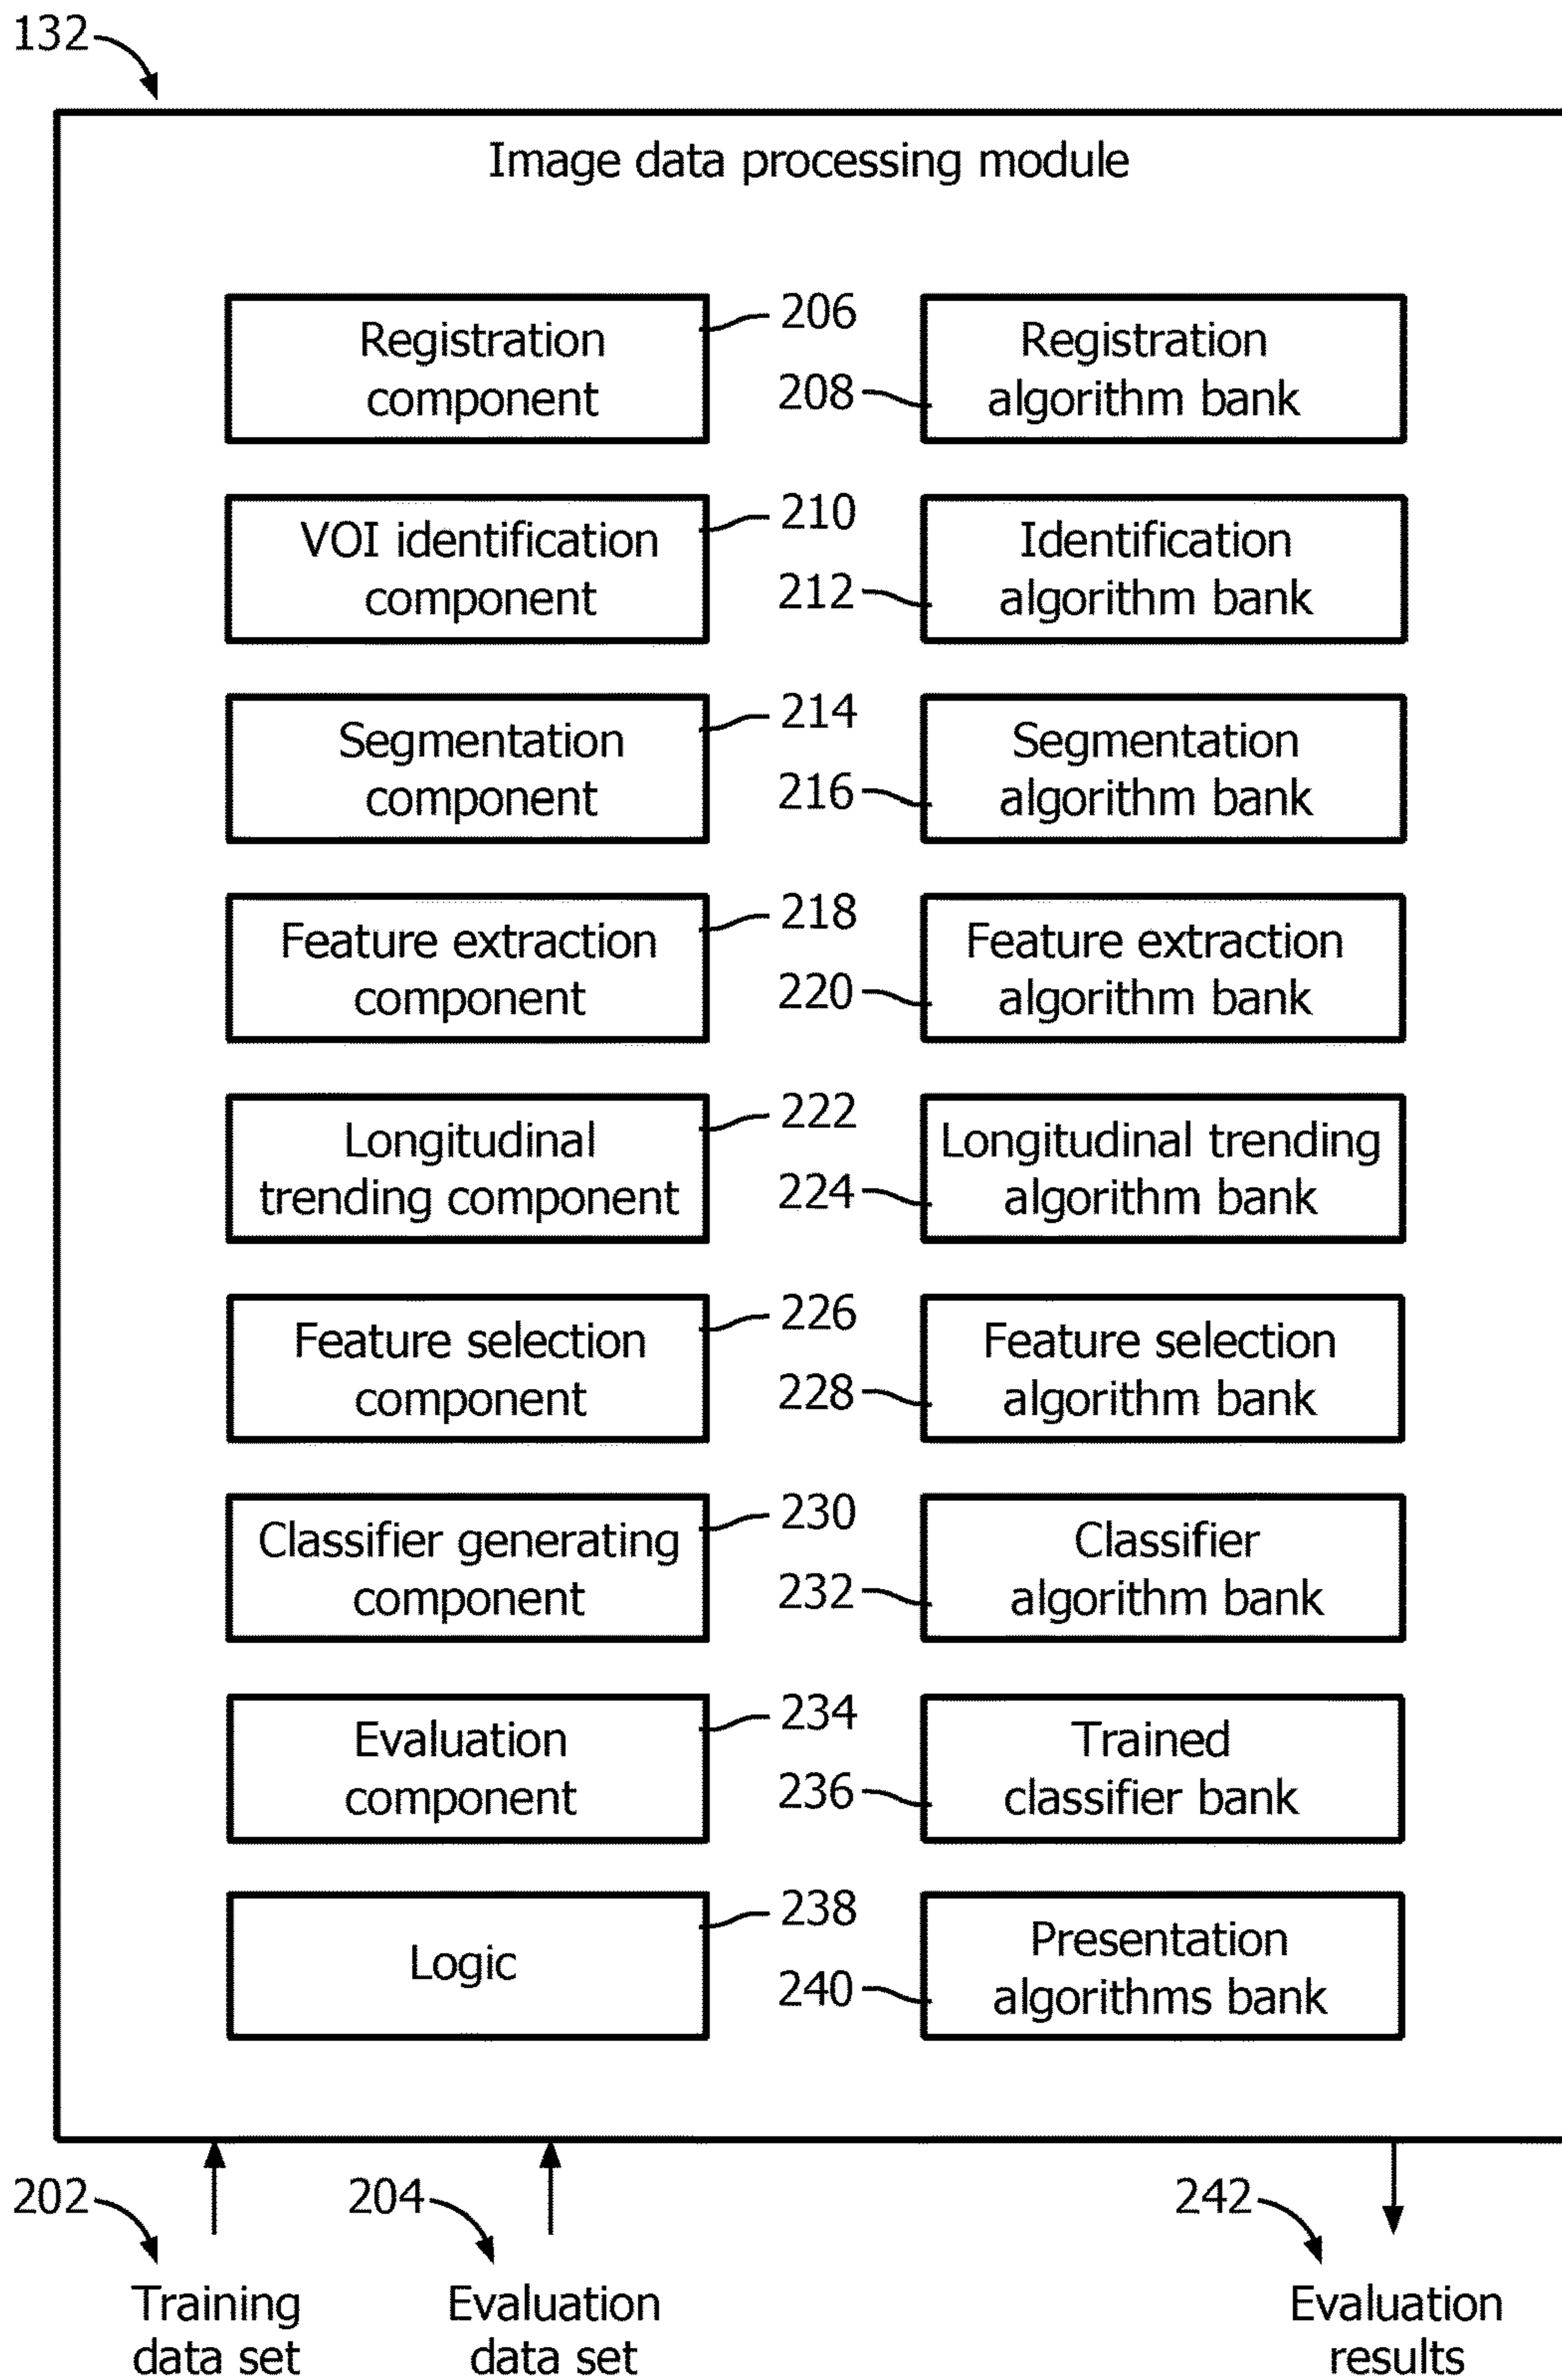 132
Image data processing module
Registration
component
206
208
Registration
algorithm bank
VOI identification
component
210
212
Identification
algorithm bank
Segmentation
component
214
216
Segmentation
algorithm bank
Feature extraction
component
218
220
Feature extraction
algorithm bank
Longitudinal
trending component
222
224
Longitudinal trending
algorithm bank
Feature selection
component
226
228
Feature selection
algorithm bank
Classifier generating
component
230
232
Classifier
algorithm bank
Evaluation
component
234
236
Trained
classifier bank
Logic
238
240
Presentation
algorithms bank
202
Training
data set
204
Evaluation
data set
242
Evaluation
results